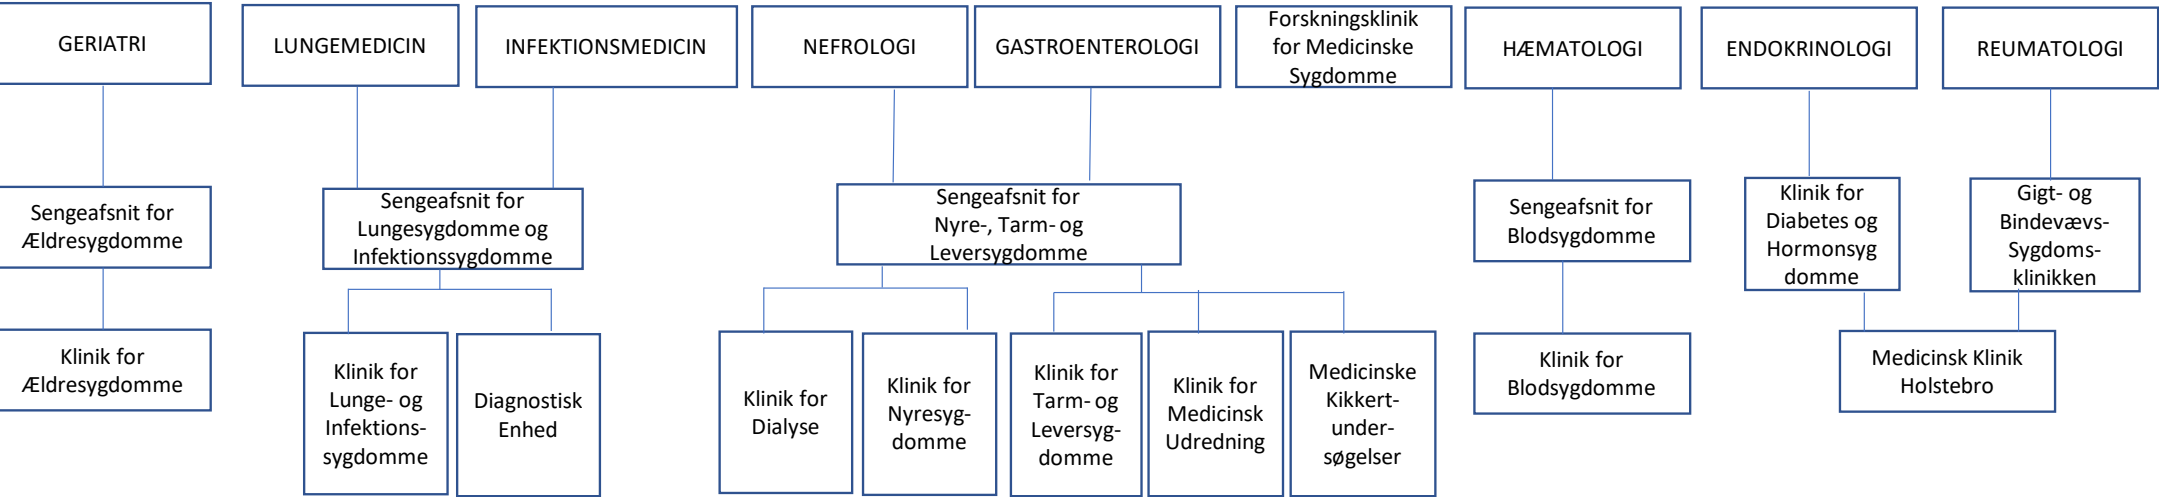 GERIATRI
LUNGEMEDICIN
INFEKTIONSMEDICIN
NEFROLOGI
GASTROENTEROLOGI
Forskningsklinik
for Medicinske
Sygdomme
HÆMATOLOGI
ENDOKRINOLOGI
REUMATOLOGI
Sengeafsnit for
Ældresygdomme
Sengeafsnit for
Lungesygdomme og
Infektionssygdomme
Sengeafsnit for
Nyre-, Tarm- og
Leversygdomme
Sengeafsnit for
Blodsygdomme
Klinik for
Diabetes og
Hormonsyg
domme
Gigt- og
Bindevævs-
Sygdoms-
klinikken
Klinik for
Ældresygdomme
Klinik for
Lunge- og
Infektions-
sygdomme
Diagnostisk
Enhed
Klinik for
Dialyse
Klinik for
Nyresyg-
domme
Klinik for
Tarm- og
Leversyg-
domme
Klinik for
Medicinsk
Udredning
Medicinske
Kikkert-
under-
søgelser
Klinik for
Blodsygdomme
Medicinsk Klinik
Holstebro